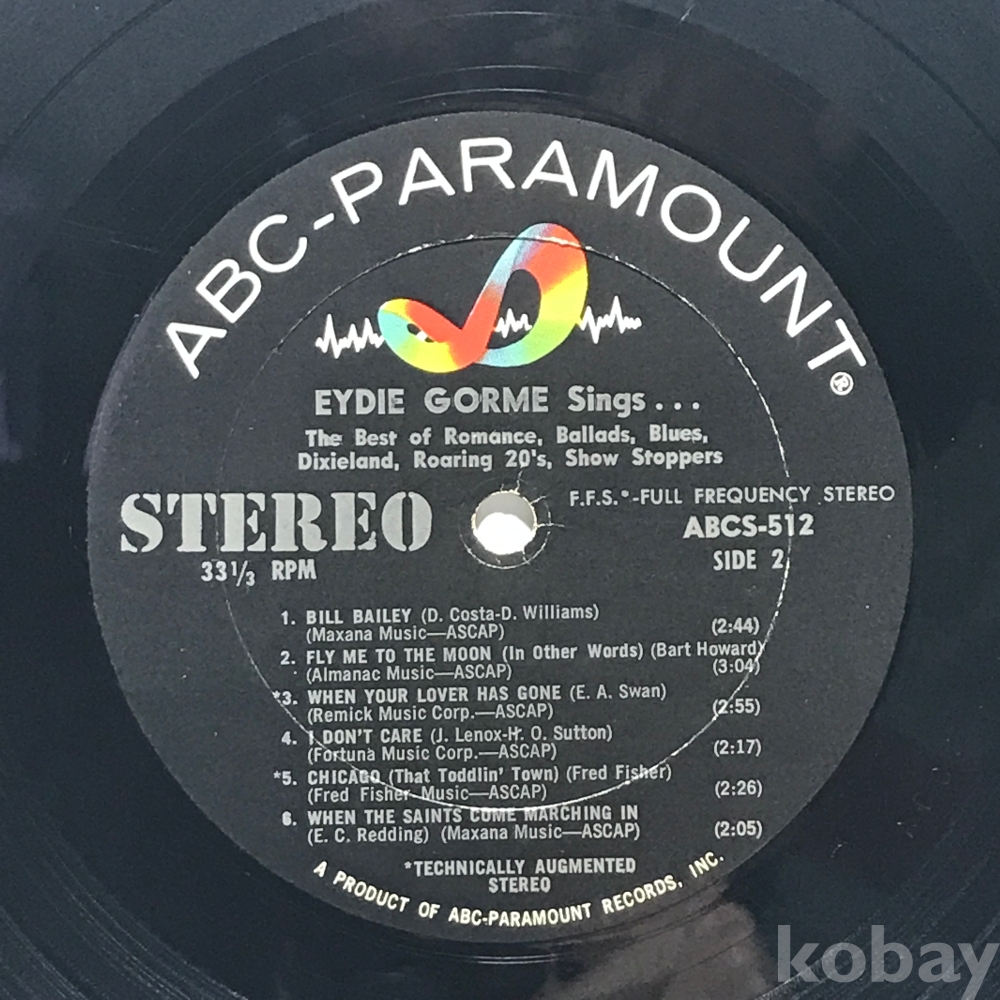 ABC-PARAMOUNT®
EYDIE GORME Sings...
The Best of Romance, Ballads, Blues,
Dixieland, Roaring 20's, Show Stoppers
STEREO
33 1/3 RPM
F.F.S.*-FULL FREQUENCY STEREO
ABCS-512
SIDE 2
1. BILL BAILEY (D. Costa-D. Williams)
(Maxana Music—ASCAP) (2:44)
2. FLY ME TO THE MOON (In Other Words) (Bart Howard)
(Almanac Music—ASCAP) (3:04)
*3. WHEN YOUR LOVER HAS GONE (E. A. Swan)
(Remick Music Corp.—ASCAP) (2:55)
4. I DON'T CARE (J. Lenox-H. O. Sutton)
(Fortuna Music Corp.—ASCAP) (2:17)
*5. CHICAGO (That Toddlin' Town) (Fred Fisher)
(Fred Fisher Music—ASCAP) (2:26)
6. WHEN THE SAINTS COME MARCHING IN
(E. C. Redding) (Maxana Music—ASCAP) (2:05)
*TECHNICALLY AUGMENTED
STEREO
A PRODUCT OF ABC-PARAMOUNT RECORDS, INC.
kobay